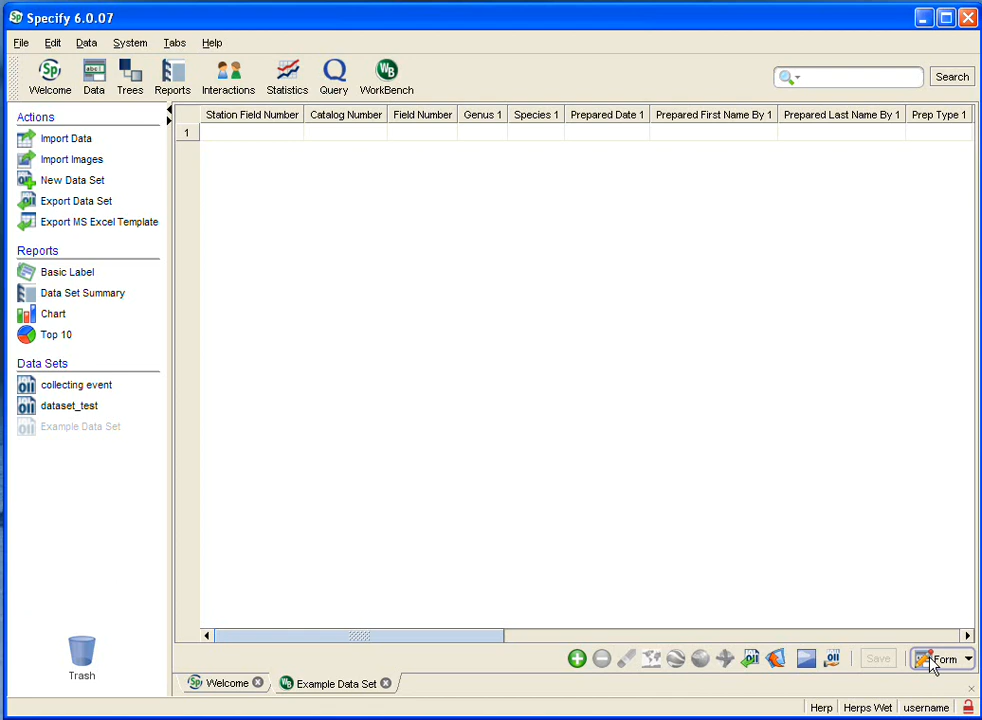 Sp Specify 6.0.07
File Edit Data System Tabs Help
Welcome Data Trees Reports Interactions Statistics Query WorkBench Search
Actions
Import Data
Import Images
New Data Set
Export Data Set
Export MS Excel Template
Reports
Basic Label
Data Set Summary
Chart
Top 10
Data Sets
collecting event
dataset_test
Example Data Set
Trash
Station Field Number Catalog Number Field Number Genus 1 Species 1 Prepared Date 1 Prepared First Name By 1 Prepared Last Name By 1 Prep Type 1
1
Save Form
Welcome Example Data Set
Herp Herps Wet username